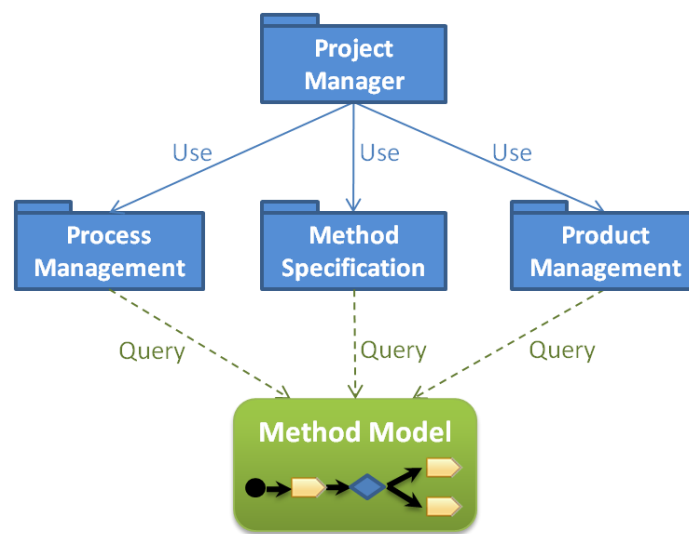 Project
Manager
Use
Use
Use
Process
Management
Method
Specification
Product
Management
Query
Query
Query
Method Model